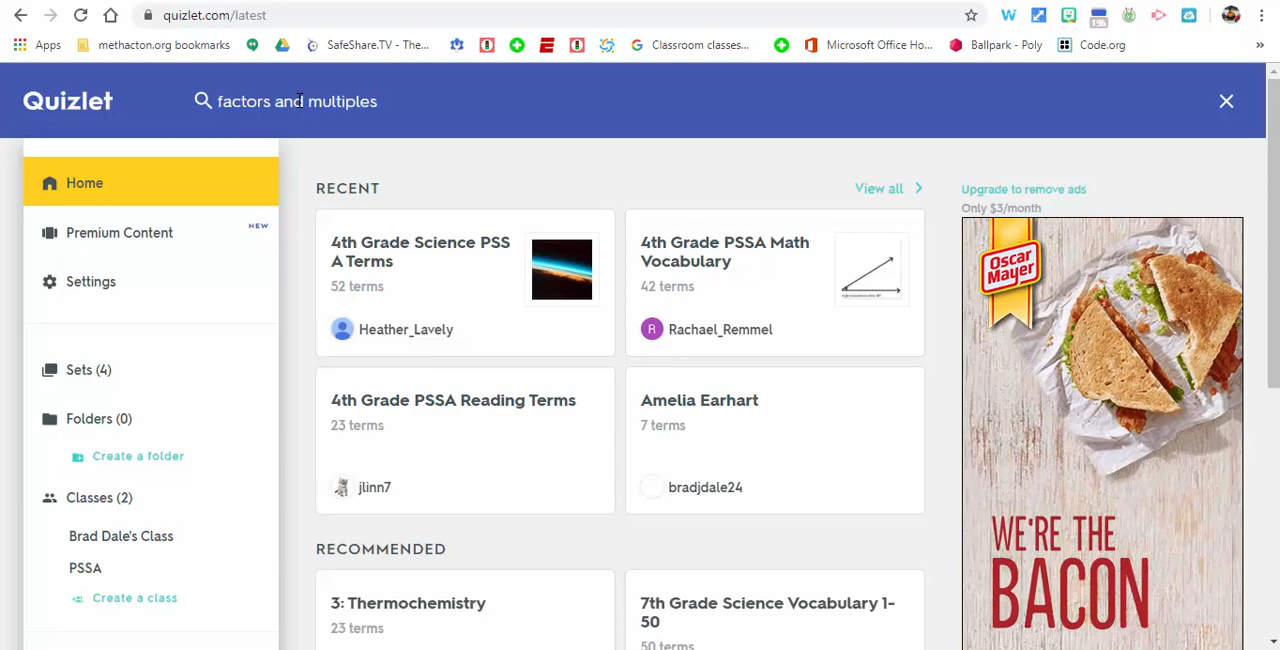 quizlet.com/latest
196
Apps methacton.org bookmarks SafeShare.TV - The... Classroom classes... Microsoft Office Ho... Ballpark - Poly Code.org »
Quizlet factors and multiples
Home
Premium Content NEW
Settings
Sets (4)
Folders (0)
Create a folder
Classes (2)
Brad Dale's Class
PSSA
Create a class
RECENT View all
4th Grade Science PSS
A Terms
52 terms
Heather_Lavely
4th Grade PSSA Math
Vocabulary
42 terms
R Rachael_Remmel
4th Grade PSSA Reading Terms
23 terms
jlinn7
Amelia Earhart
7 terms
bradjdale24
RECOMMENDED
3: Thermochemistry
23 terms
7th Grade Science Vocabulary 1-
50
50 terms
Upgrade to remove ads
Only $3/month
Oscar
Mayer
WE'RE THE
BACON